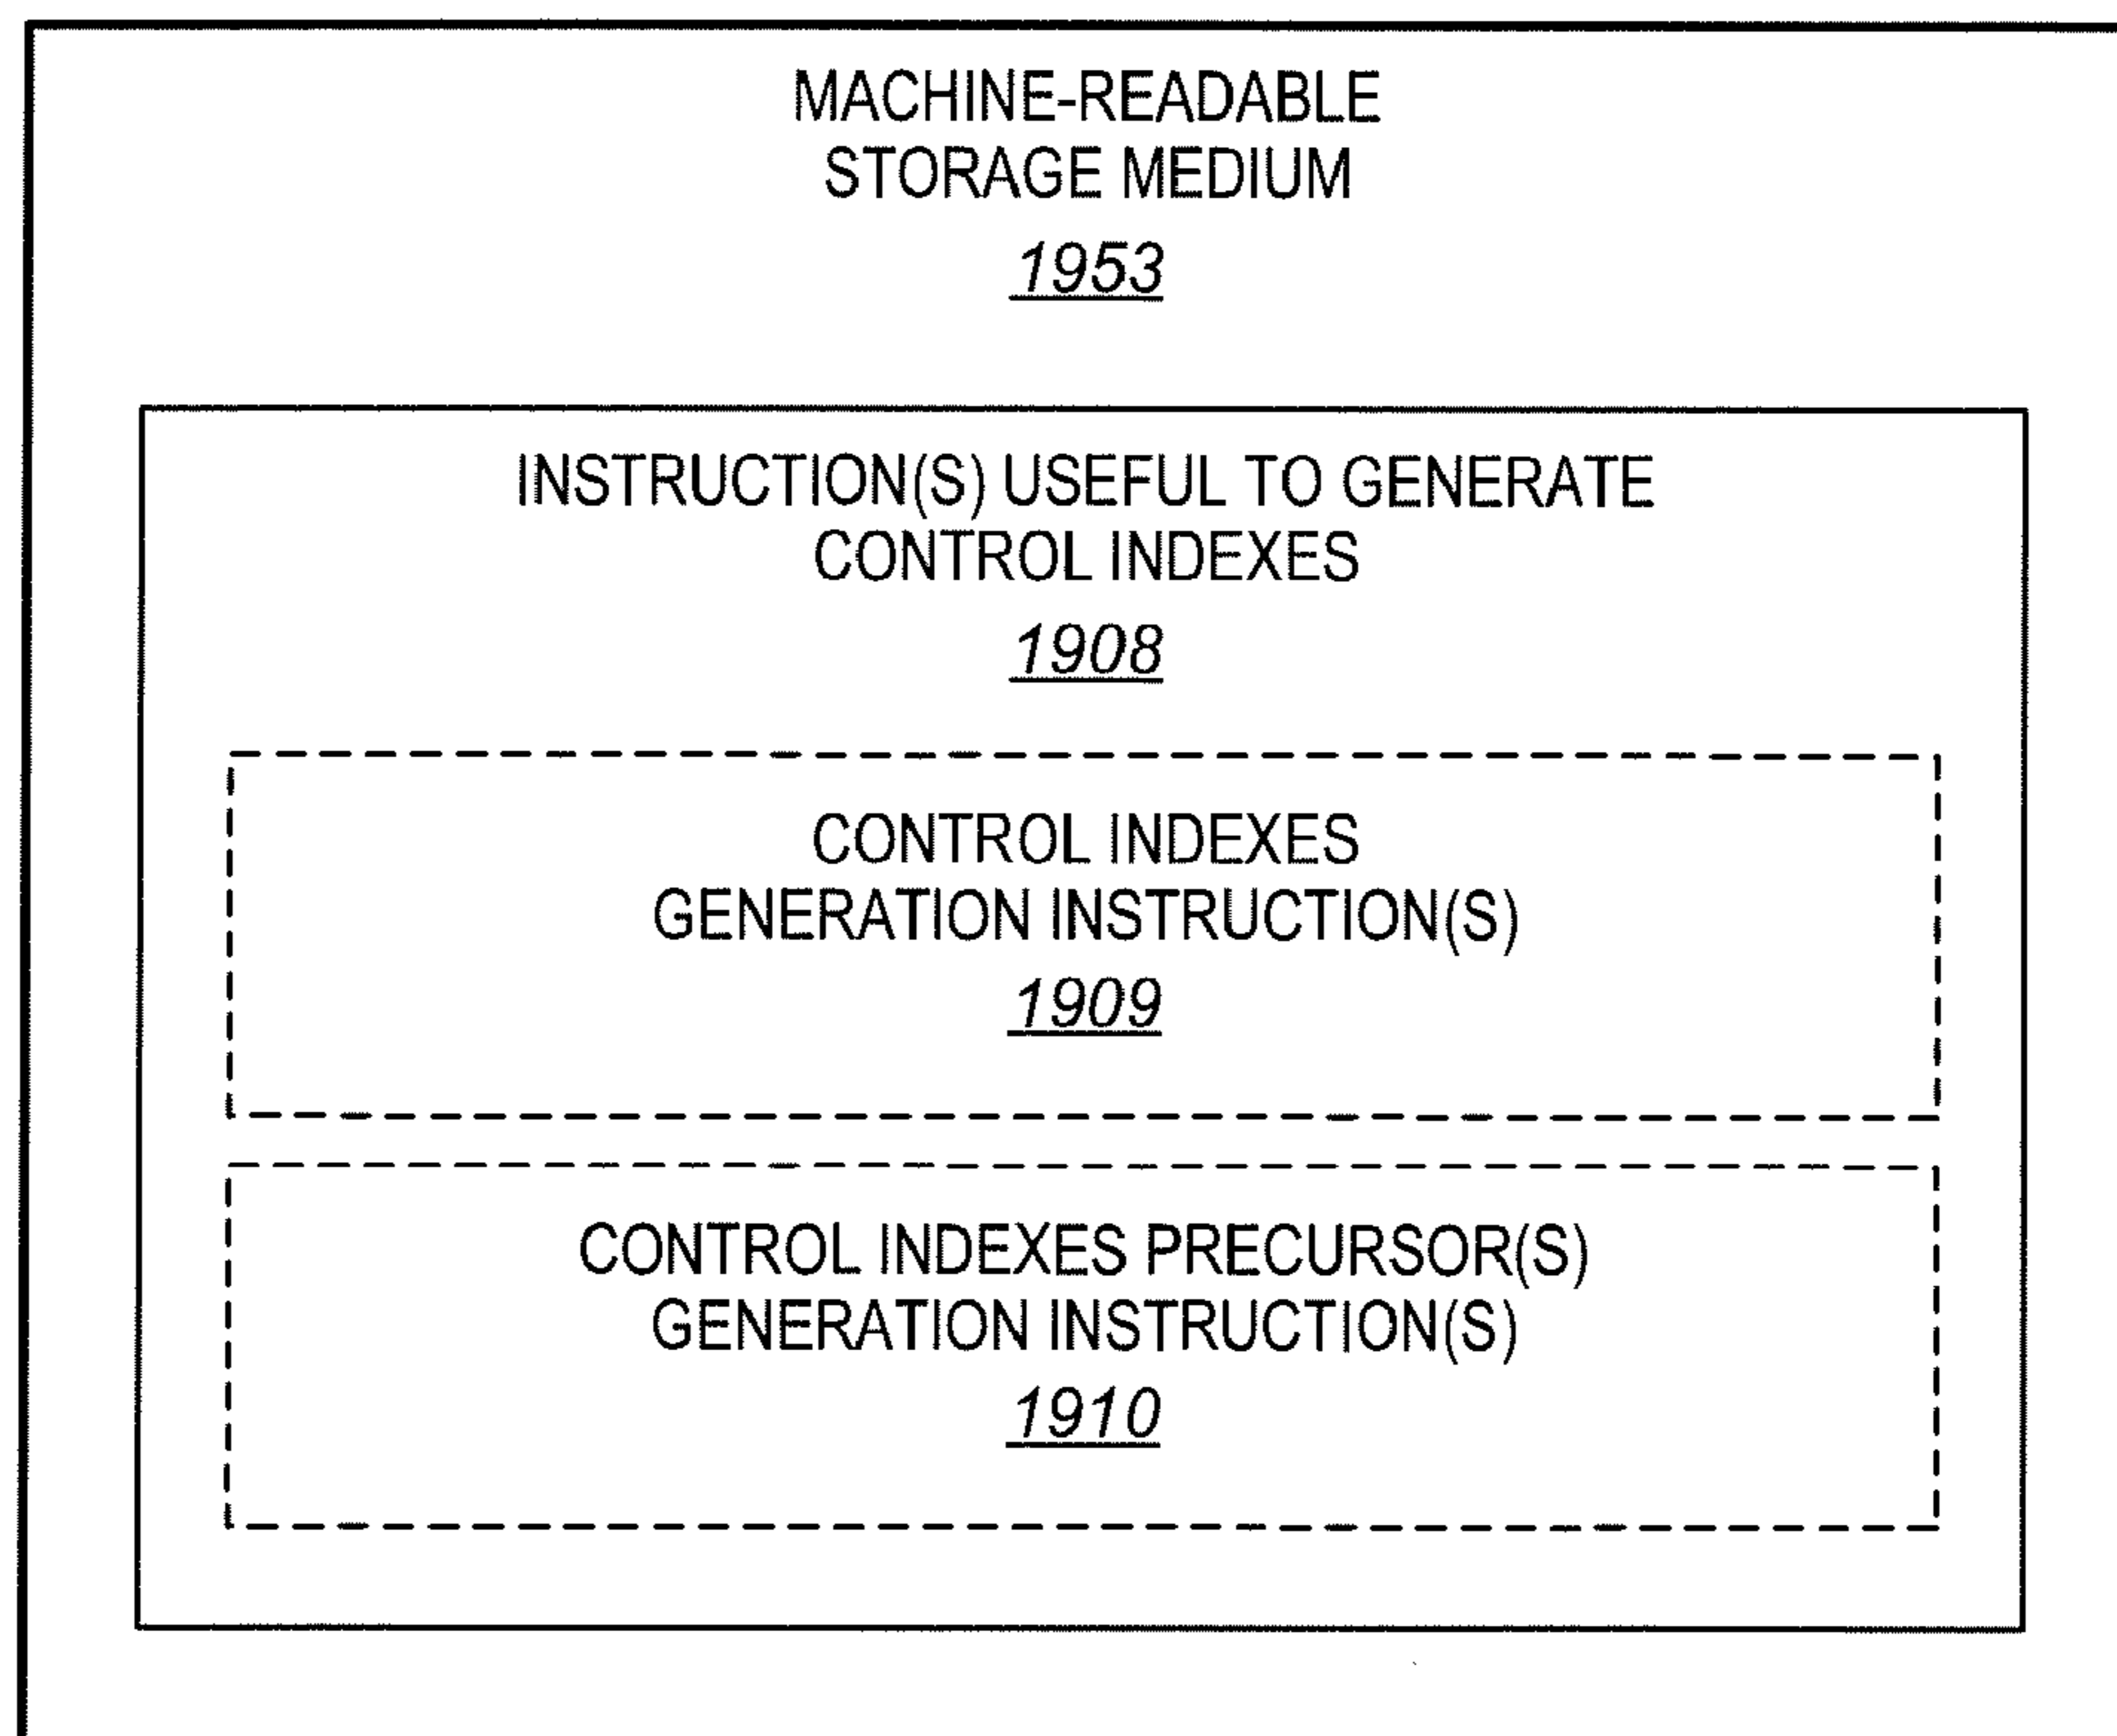 MACHINE-READABLE
STORAGE MEDIUM
1953
INSTRUCTION(S) USEFUL TO GENERATE
CONTROL INDEXES
1908
CONTROL INDEXES
GENERATION INSTRUCTION(S)
1909
CONTROL INDEXES PRECURSOR(S)
GENERATION INSTRUCTION(S)
1910